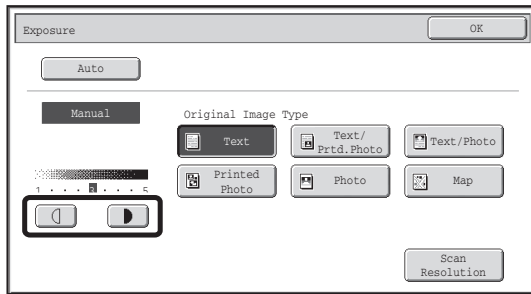 Exposure
OK
Auto
Manual
Original Image Type
Text
Text/
Prtd.Photo
Text/Photo
1 • • • 3 • • • 5
Printed
Photo
Photo
Map
Scan
Resolution